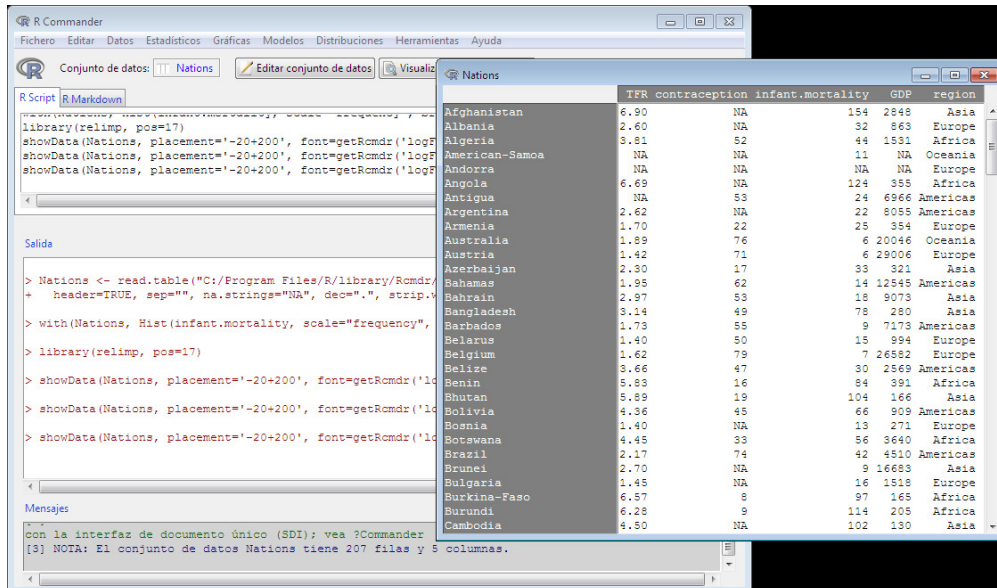 R Commander
Fichero Editar Datos Estadísticos Gráficas Modelos Distribuciones Herramientas Ayuda
Conjunto de datos: Nations Editar conjunto de datos Visualiz
R Script R Markdown
library(relimp, pos=17)
showData(Nations, placement='-20+200', font=getRcmdr('logF
showData(Nations, placement='-20+200', font=getRcmdr('logF
showData(Nations, placement='-20+200', font=getRcmdr('logF
Salida
> Nations <- read.table("C:/Program Files/R/library/Rcmdr/
+ header=TRUE, sep="", na.strings="NA", dec=".", strip.w
> with(Nations, Hist(infant.mortality, scale="frequency",
> library(relimp, pos=17)
> showData(Nations, placement='-20+200', font=getRcmdr('lo
> showData(Nations, placement='-20+200', font=getRcmdr('lo
> showData(Nations, placement='-20+200', font=getRcmdr('lo
Mensajes
con la interfaz de documento único (SDI); vea ?Commander
[3] NOTA: El conjunto de datos Nations tiene 207 filas y 5 columnas.
Nations
TFR contraception infant.mortality GDP region
Afghanistan 6.90 NA 154 2848 Asia
Albania 2.60 NA 32 863 Europe
Algeria 3.81 52 44 1531 Africa
American-Samoa NA NA 11 NA Oceania
Andorra NA NA NA NA Europe
Angola 6.69 NA 124 355 Africa
Antigua NA 53 24 6966 Americas
Argentina 2.62 NA 22 8055 Americas
Armenia 1.70 22 25 354 Europe
Australia 1.89 76 6 20046 Oceania
Austria 1.42 71 6 29006 Europe
Azerbaijan 2.30 17 33 321 Asia
Bahamas 1.95 62 14 12545 Americas
Bahrain 2.97 53 18 9073 Asia
Bangladesh 3.14 49 78 280 Asia
Barbados 1.73 55 9 7173 Americas
Belarus 1.40 50 15 994 Europe
Belgium 1.62 79 7 26582 Europe
Belize 3.66 47 30 2569 Americas
Benin 5.83 16 84 391 Africa
Bhutan 5.89 19 104 166 Asia
Bolivia 4.36 45 66 909 Americas
Bosnia 1.40 NA 13 271 Europe
Botswana 4.45 33 56 3640 Africa
Brazil 2.17 74 42 4510 Americas
Brunei 2.70 NA 9 16683 Asia
Bulgaria 1.45 NA 16 1518 Europe
Burkina-Faso 6.57 8 97 165 Africa
Burundi 6.28 9 114 205 Africa
Cambodia 4.50 NA 102 130 Asia